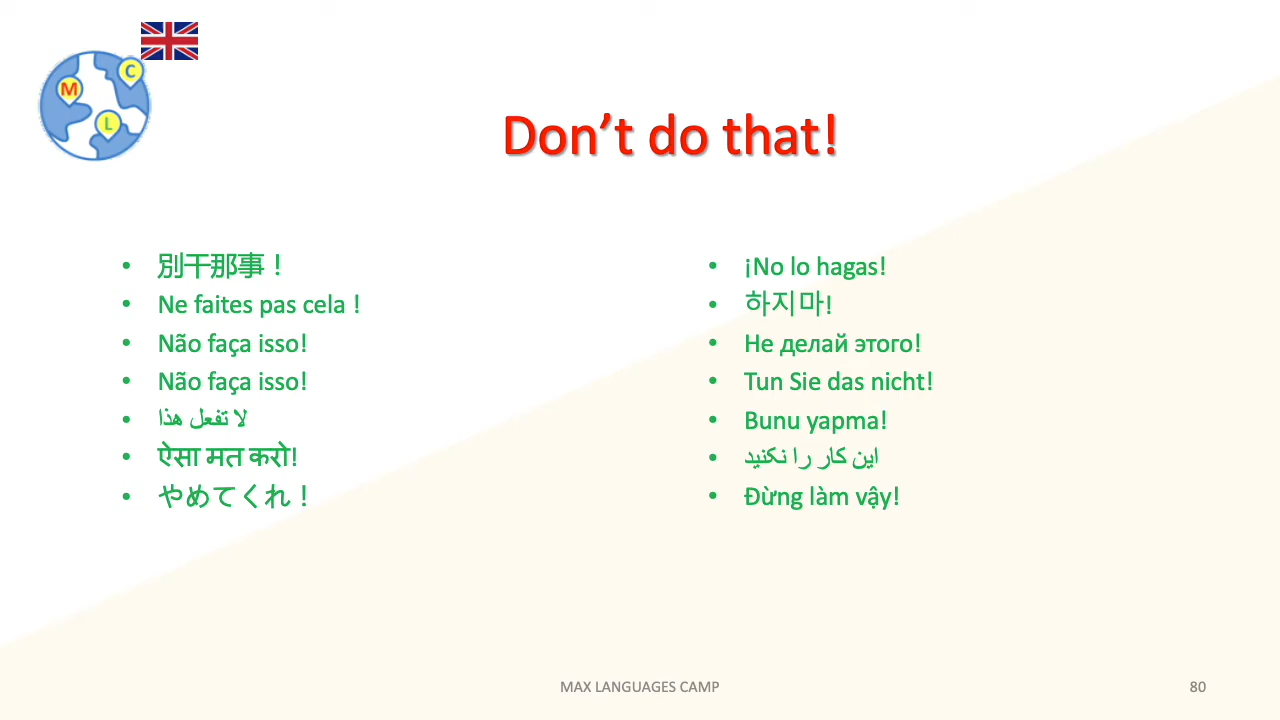 M C L
Don’t do that!
• 別干那事！
• Ne faites pas cela !
• Não faça isso!
• Não faça isso!
• لا تفعل هذا
• ऐसा मत करो!
• やめてくれ！
• ¡No lo hagas!
• 하지마!
• Не делай этого!
• Tun Sie das nicht!
• Bunu yapma!
• این کار را نکنید
• Đừng làm vậy!
MAX LANGUAGES CAMP
80